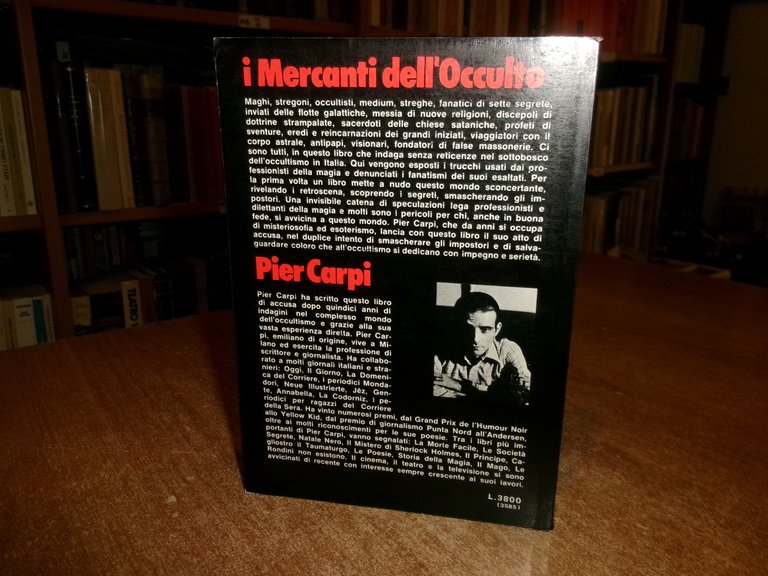 i Mercanti dell'Occulto
Maghi, stregoni, occultisti, medium, streghe, fanatici di sette segrete,
inviati delle flotte galattiche, messia di nuove religioni, discepoli di
dottrine strampalate, sacerdoti delle chiese sataniche, profeti di
sventure, eredi e reincarnazioni dei grandi iniziati, viaggiatori con il
corpo astrale, antipapi, visionari, fondatori di false massonerie. Ci
sono tutti, in questo libro che indaga senza reticenze nel sottobosco
dell'occultismo in Italia. Qui vengono esposti i trucchi usati dai pro-
fessionisti della magia e denunciati i fanatismi dei suoi esaltati. Per
la prima volta un libro mette a nudo questo mondo sconcertante,
rivelando i retroscena, scoprendo i segreti, smascherando gli im-
postori. Una invisibile catena di speculazioni lega professionisti e
dilettanti della magia e molti sono i pericoli per chi, anche in buona
fede, si avvicina a questo mondo. Pier Carpi, che da anni si occupa
di misteriosofia ed esoterismo, lancia con questo libro il suo atto di
accusa, nel duplice intento di smascherare gli impostori e di salva-
guardare coloro che all'occultismo si dedicano con impegno e serietà.
Pier Carpi
Pier Carpi ha scritto questo libro
di accusa dopo quindici anni di
indagini nel complesso mondo
dell'occultismo e grazie alla sua
vasta esperienza diretta. Pier Car-
pi, emiliano di origine, vive a Mi-
lano ed esercita la professione di
scrittore e giornalista. Ha collabo-
rato a molti giornali italiani e stra-
nieri: Oggi, Il Giorno, La Domeni-
ca del Corriere, i periodici Monda-
dori, Neue Illustrierte, Jéz, Gen-
te, Annabella, La Codorniz, i pe-
riodici per ragazzi del Corriere
della Sera. Ha vinto numerosi premi, dal Grand Prix de l'Humour Noir
allo Yellow Kid, dal premio di giornalismo Punta Nord all'Andersen,
oltre ai molti riconoscimenti per le sue poesie. Tra i libri più im-
portanti di Pier Carpi, vanno segnalati: La Morte Facile, Le Società
Segrete, Natale Nero, Il Mistero di Sherlock Holmes, Il Principe, Ca-
gliostro il Taumaturgo, Le Poesie, Storia della Magia, Il Mago, Le
Rondini non esistono. Il cinema, il teatro e la televisione si sono
avvicinati di recente con interesse sempre crescente ai suoi lavori.
L. 3800
(3585)